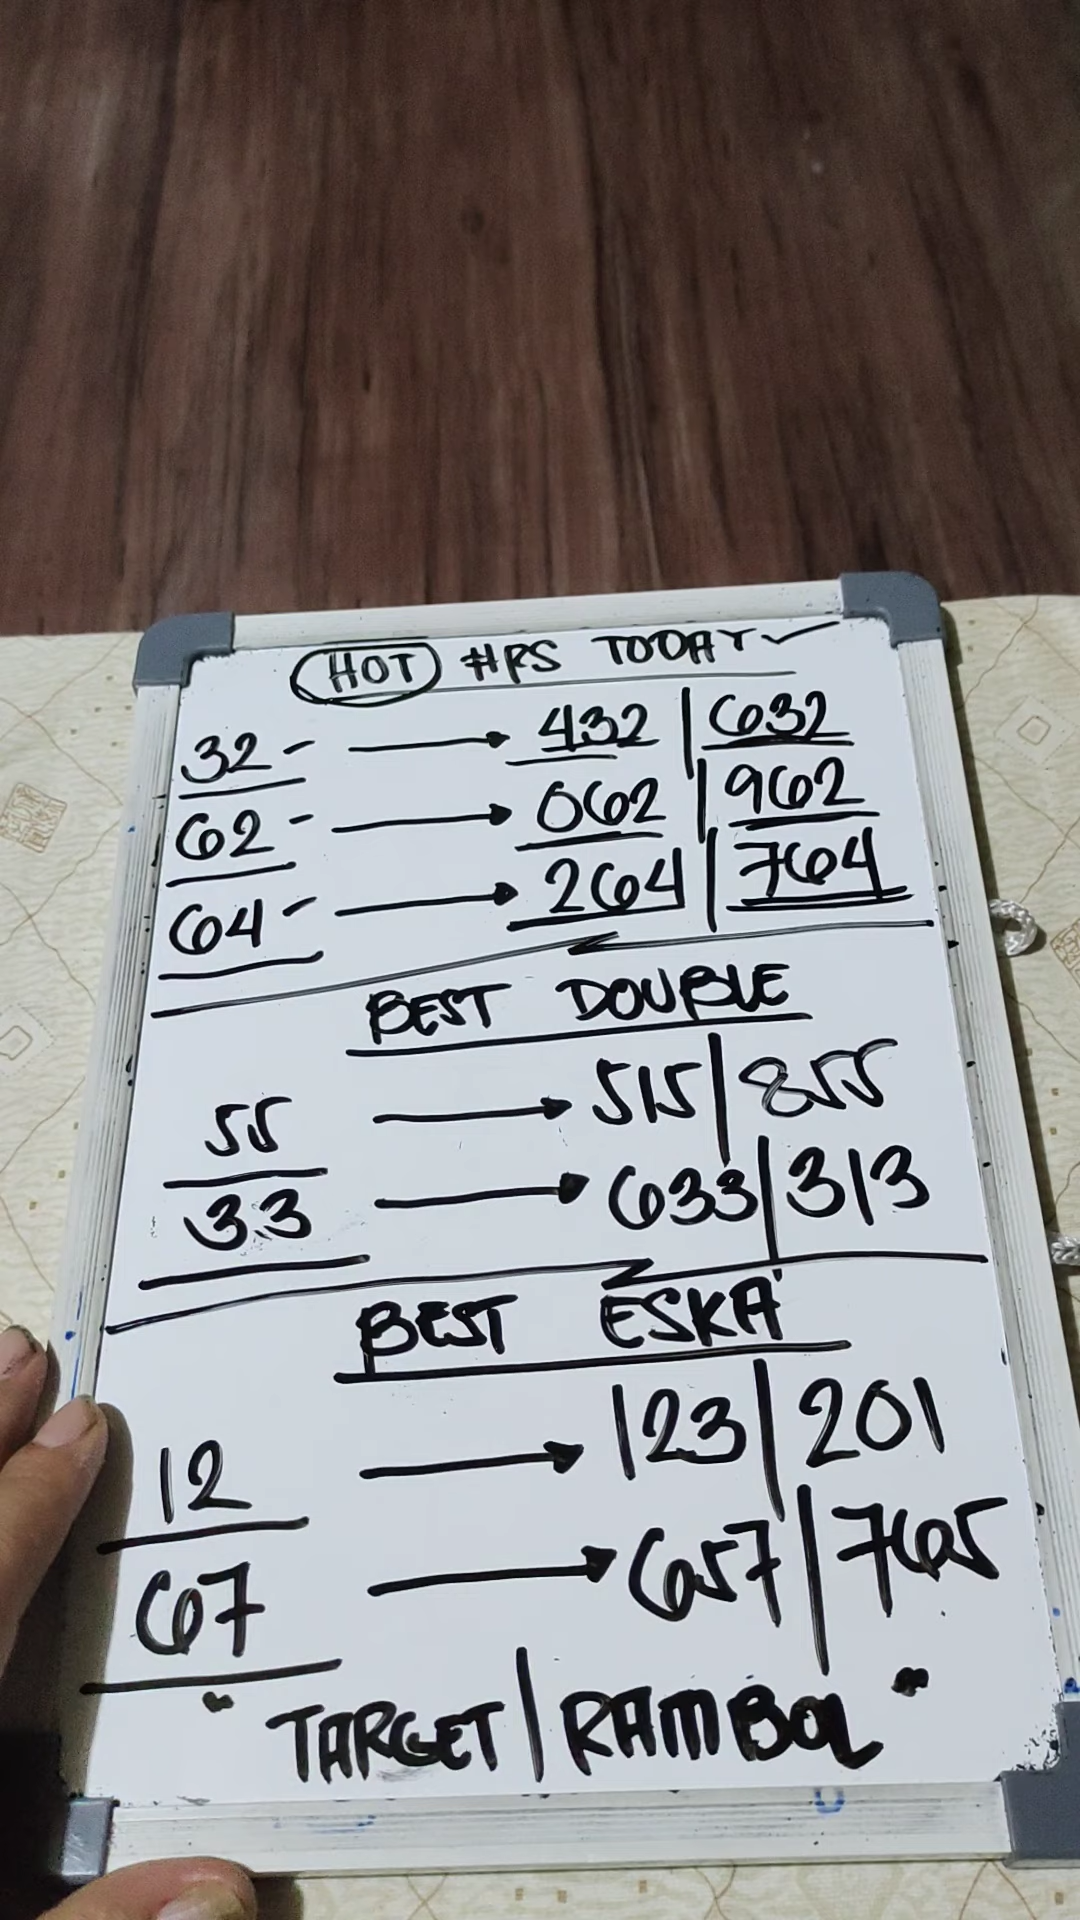 HOT #RS TODAY ✓
32 - → 432 | 632
62 - → 062 | 962
64 - → 264 | 764
BEST DOUBLE
55 → 515 | 855
33 → 633 | 313
BEST ESKA'
12 → 123 | 201
67 → 657 | 765
"TARGET | RAMBOL"